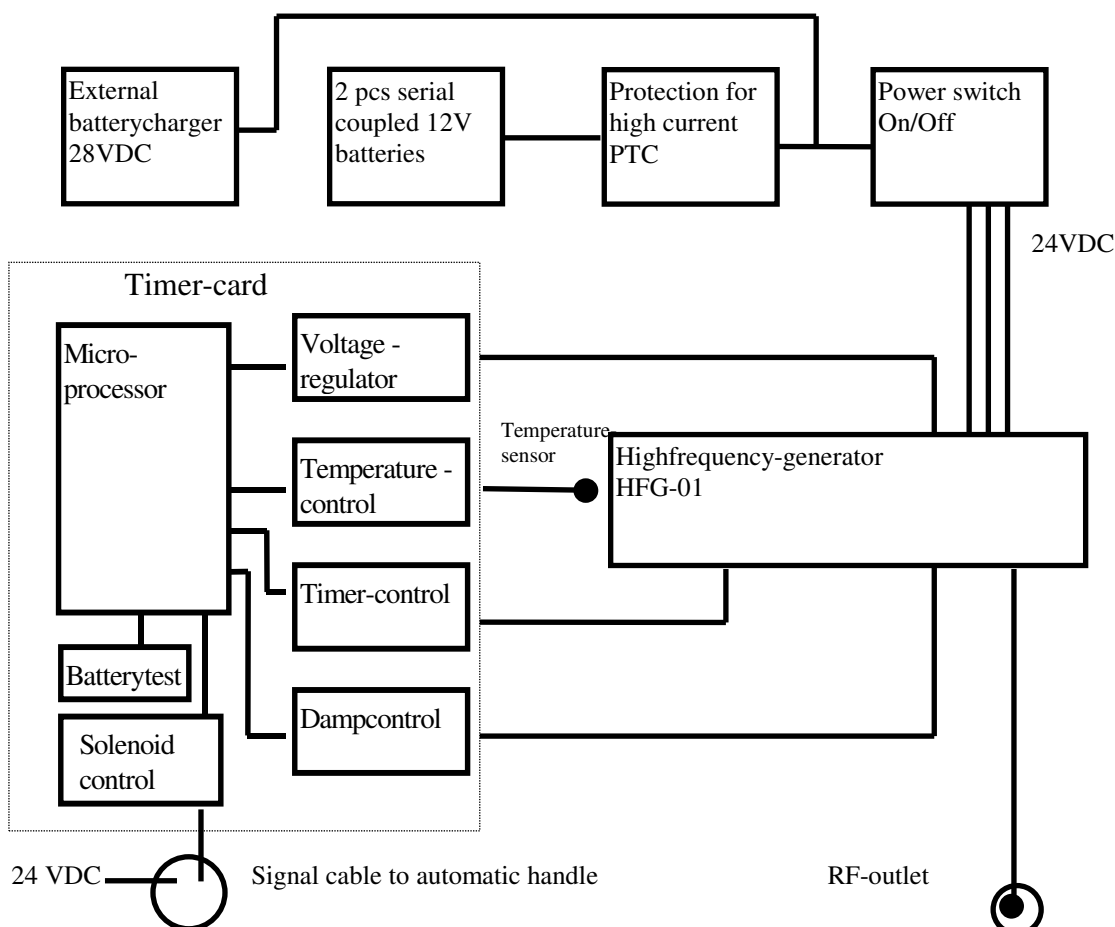 External
batterycharger
28VDC
2 pcs serial
coupled 12V
batteries
Protection for
high current
PTC
Power switch
On/Off
24VDC
Timer-card
Micro-
processor
Voltage -
regulator
Temperature -
control
Temperature-
sensor
Highfrequency-generator
HFG-01
Timer-control
Batterytest
Dampcontrol
Solenoid
control
24 VDC
Signal cable to automatic handle
RF-outlet